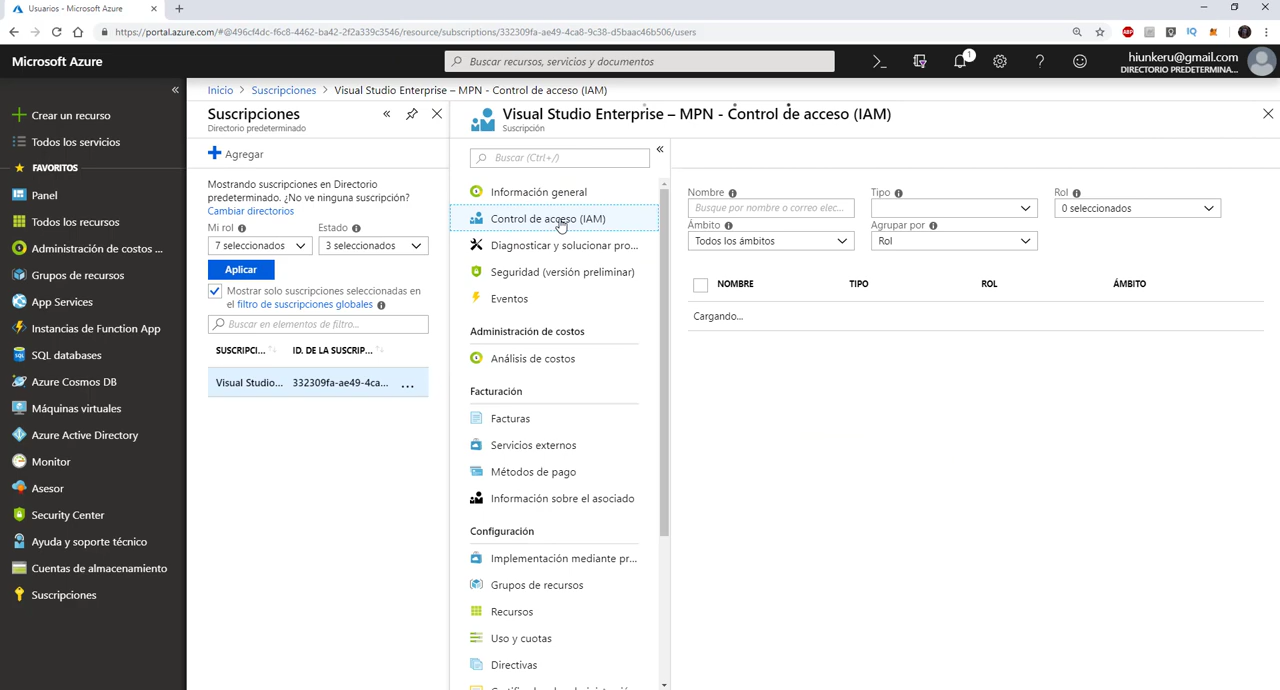 Usuarios - Microsoft Azure
https://portal.azure.com/#@496cf4dc-f6c8-4462-ba42-2f2a339c3546/resource/subscriptions/332309fa-ae49-4ca8-9c38-d5baac46b506/users
ABP
IQ
Microsoft Azure
Buscar recursos, servicios y documentos
1
hiunkeru@gmail.com
DIRECTORIO PREDETERMINA...
Crear un recurso
Todos los servicios
FAVORITOS
Panel
Todos los recursos
Administración de costos ...
Grupos de recursos
App Services
Instancias de Function App
SQL databases
Azure Cosmos DB
Máquinas virtuales
Azure Active Directory
Monitor
Asesor
Security Center
Ayuda y soporte técnico
Cuentas de almacenamiento
Suscripciones
Inicio > Suscripciones > Visual Studio Enterprise – MPN - Control de acceso (IAM)
Suscripciones
Directorio predeterminado
Agregar
Mostrando suscripciones en Directorio
predeterminado. ¿No ve ninguna suscripción?
Cambiar directorios
Mi rol
Estado
7 seleccionados
3 seleccionados
Aplicar
Mostrar solo suscripciones seleccionadas en
el filtro de suscripciones globales
Buscar en elementos de filtro...
SUSCRIPCI...
ID. DE LA SUSCRIP...
Visual Studio...
332309fa-ae49-4ca...
...
Visual Studio Enterprise – MPN - Control de acceso (IAM)
Suscripción
Buscar (Ctrl+/)
Información general
Control de acceso (IAM)
Diagnosticar y solucionar pro...
Seguridad (versión preliminar)
Eventos
Administración de costos
Análisis de costos
Facturación
Facturas
Servicios externos
Métodos de pago
Información sobre el asociado
Configuración
Implementación mediante pr...
Grupos de recursos
Recursos
Uso y cuotas
Directivas
Nombre
Tipo
Rol
Busque por nombre o correo elec...
0 seleccionados
Ámbito
Agrupar por
Todos los ámbitos
Rol
NOMBRE
TIPO
ROL
ÁMBITO
Cargando...